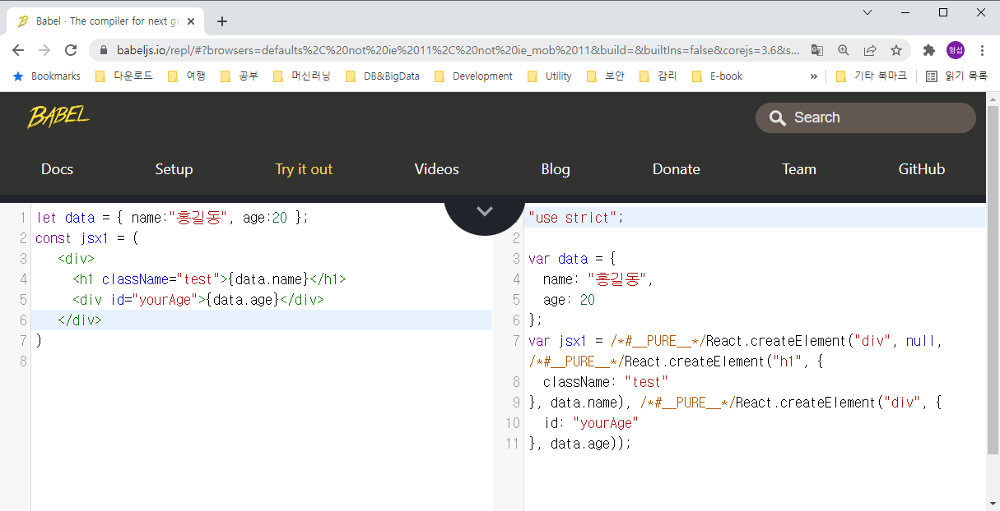 Babel · The compiler for next ge
babeljs.io/repl/#?browsers=defaults%2C%20not%20ie%2011%2C%20not%20ie_mob%2011&build=&builtIns=false&corejs=3.6&s...
형섭
Bookmarks 다운로드 여행 공부 머신러닝 DB&BigData Development Utility 보안 감리 E-book » 기타 북마크 읽기 목록
BABEL
Search
Docs Setup Try it out Videos Blog Donate Team GitHub
1 let data = { name:"홍길동", age:20 };
2 const jsx1 = (
3 <div>
4 <h1 className="test">{data.name}</h1>
5 <div id="yourAge">{data.age}</div>
6 </div>
7 )
8
"use strict";
2
3 var data = {
4 name: "홍길동",
5 age: 20
6 };
7 var jsx1 = /*#__PURE__*/React.createElement("div", null,
/*#__PURE__*/React.createElement("h1", {
8 className: "test"
9 }, data.name), /*#__PURE__*/React.createElement("div", {
10 id: "yourAge"
11 }, data.age));